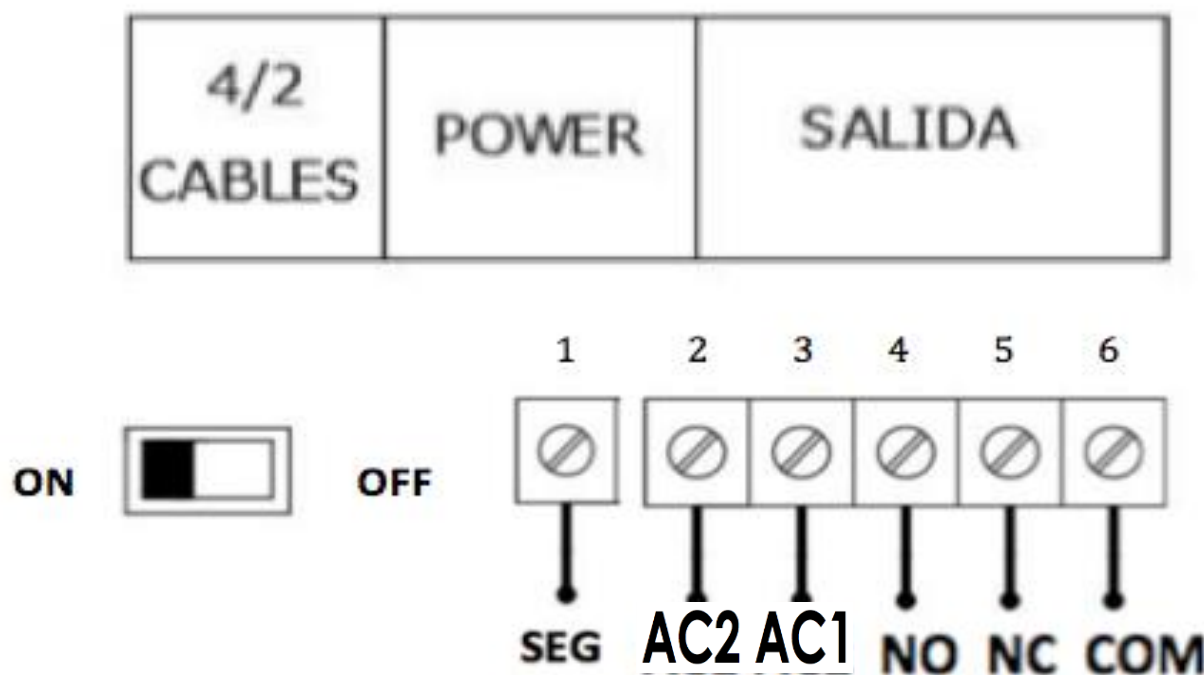 4/2
CABLES
POWER
SALIDA
1 2 3 4 5 6
ON OFF
SEG AC2 AC1 NO NC COM